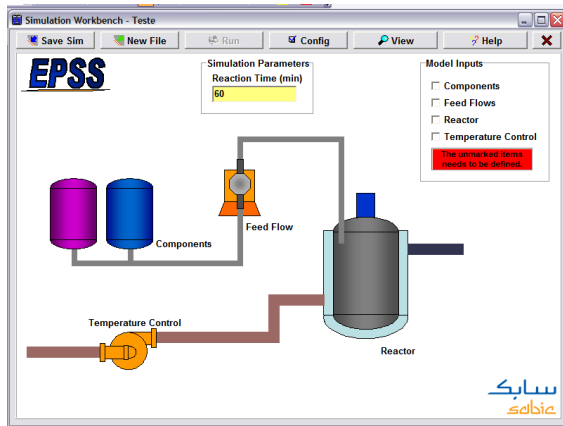 Simulation Workbench - Teste
Save Sim
New File
Run
Config
View
? Help
EPSS
Simulation Parameters
Reaction Time (min)
60
Model Inputs
Components
Feed Flows
Reactor
Temperature Control
The unmarked items
needs to be defined.
Components
Feed Flow
Temperature Control
Reactor
سابك
sabic